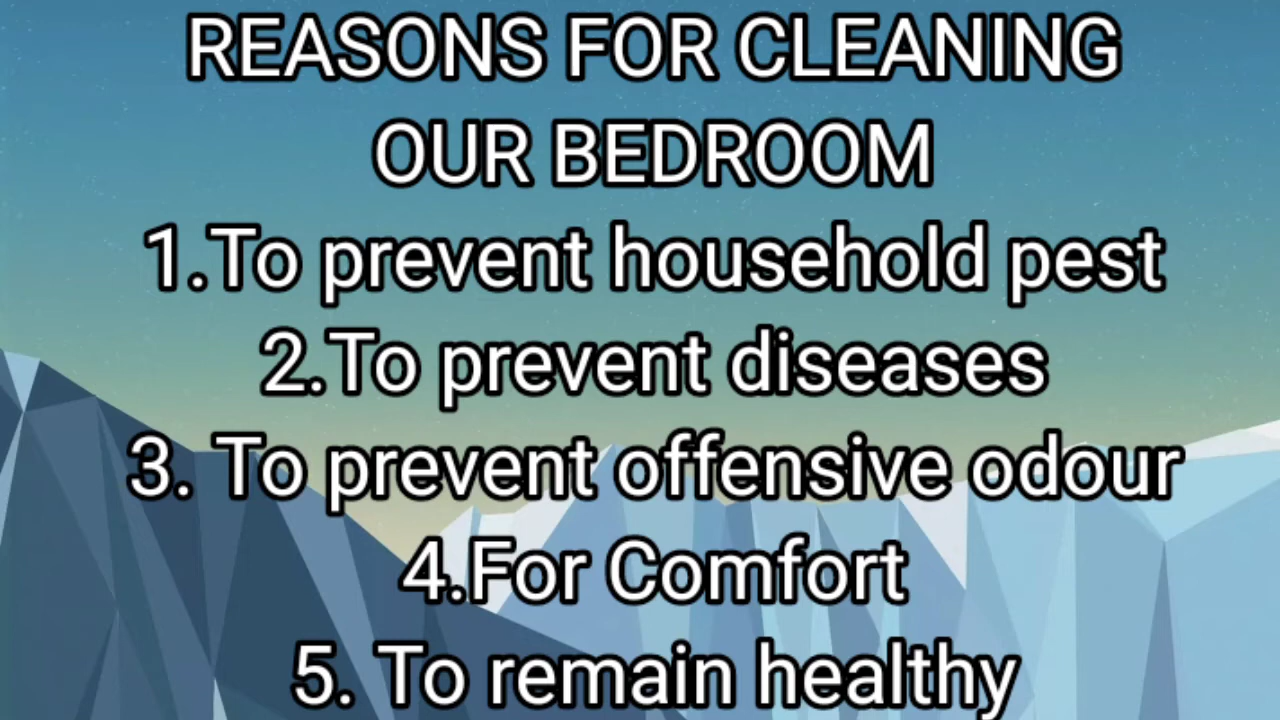 REASONS FOR CLEANING
OUR BEDROOM
1.To prevent household pest
2.To prevent diseases
3. To prevent offensive odour
4.For Comfort
5. To remain healthy